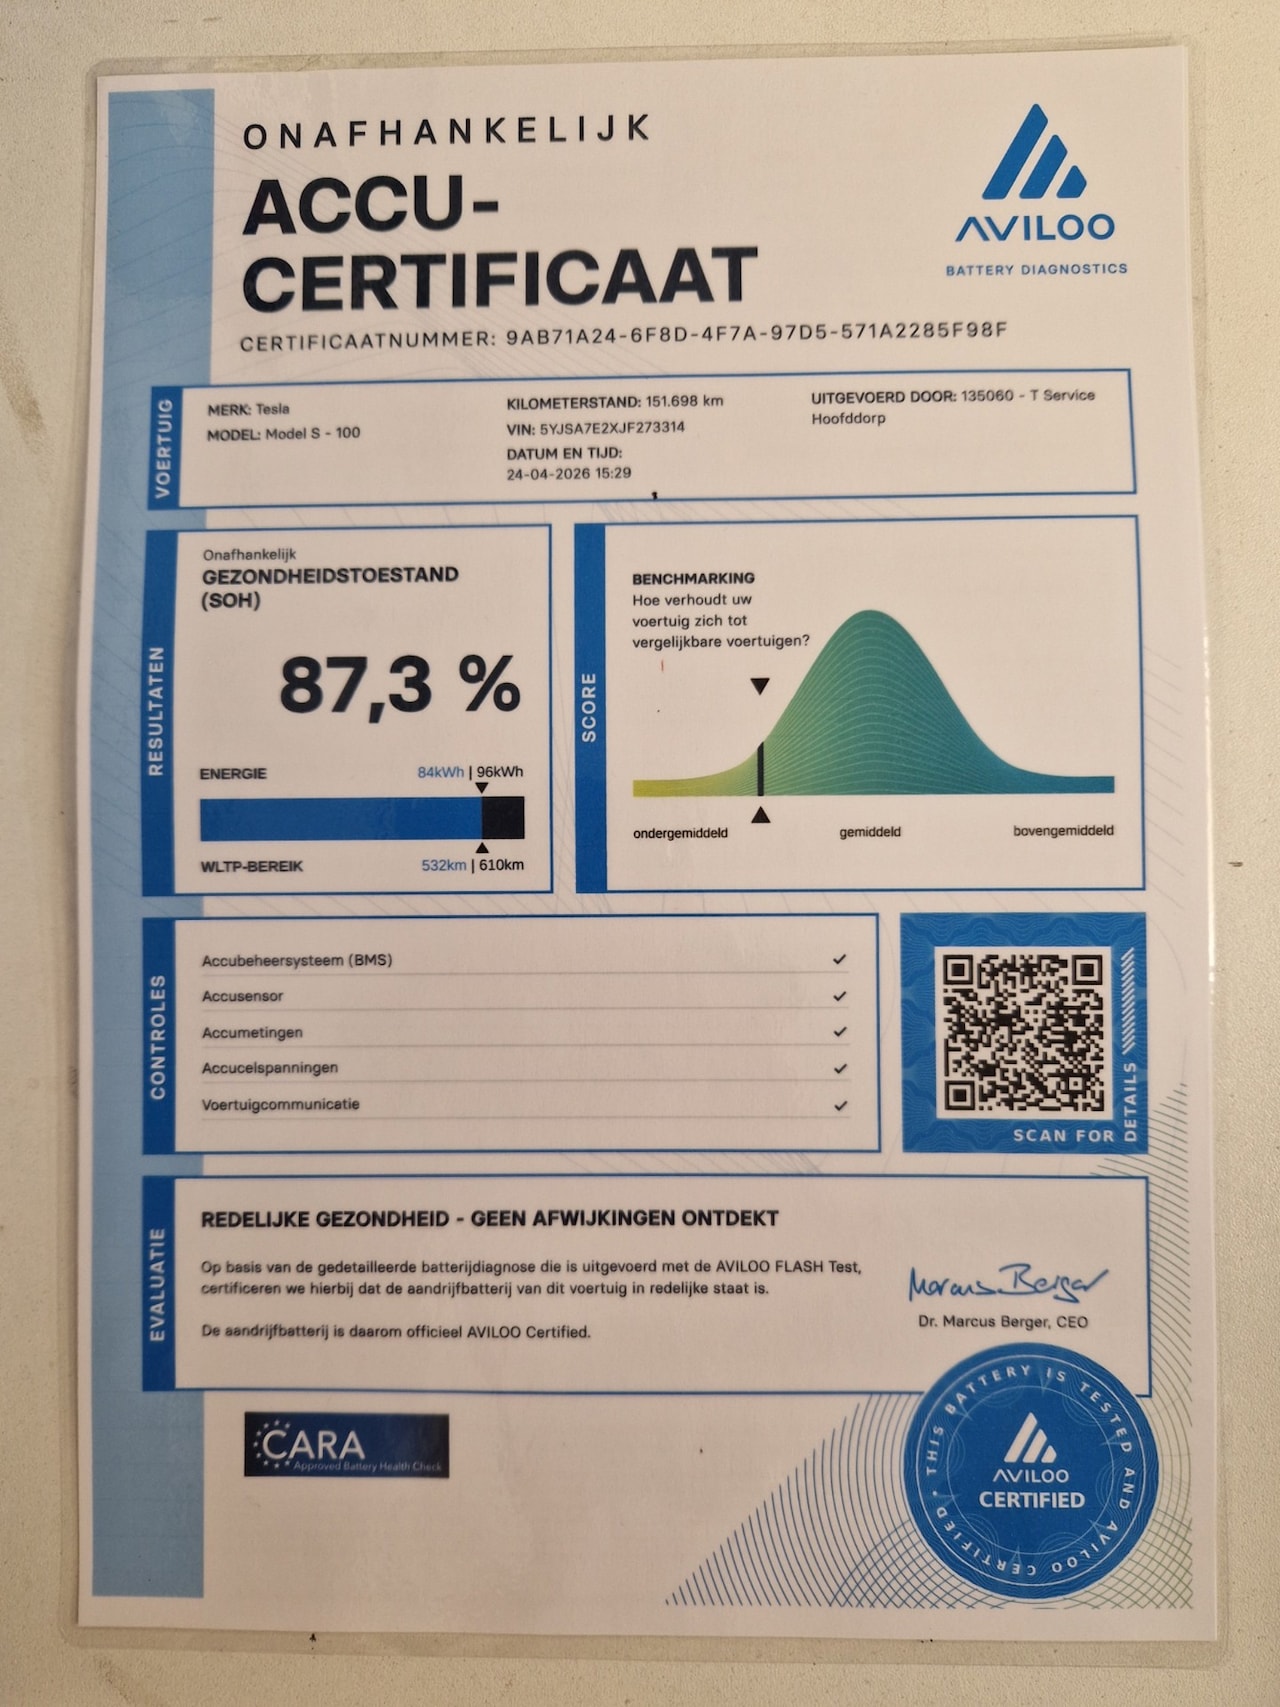 ONAFHANKELIJK
ACCU-
CERTIFICAAT
CERTIFICAATNUMMER: 9AB71A24-6F8D-4F7A-97D5-571A2285F98F
AVILOO
BATTERY DIAGNOSTICS
VOERTUIG
MERK: Tesla
MODEL: Model S - 100
KILOMETERSTAND: 151.698 km
VIN: 5YJSA7E2XJF273314
DATUM EN TIJD:
24-04-2026 15:29
UITGEVOERD DOOR: 135060 - T Service
Hoofddorp
RESULTATEN
Onafhankelijk
GEZONDHEIDSTOESTAND
(SOH)
87,3 %
ENERGIE 84kWh | 96kWh
WLTP-BEREIK 532km | 610km
SCORE
BENCHMARKING
Hoe verhoudt uw
voertuig zich tot
vergelijkbare voertuigen?
ondergemiddeld gemiddeld bovengemiddeld
CONTROLES
Accubeheersysteem (BMS)
Accusensor
Accumetingen
Accucelspanningen
Voertuigcommunicatie
SCAN FOR
DETAILS
EVALUATIE
REDELIJKE GEZONDHEID - GEEN AFWIJKINGEN ONTDEKT
Op basis van de gedetailleerde batterijdiagnose die is uitgevoerd met de AVILOO FLASH Test,
certificeren we hierbij dat de aandrijfbatterij van dit voertuig in redelijke staat is.
De aandrijfbatterij is daarom officieel AVILOO Certified.
Marcus Berger
Dr. Marcus Berger, CEO
CARA
Approved Battery Health Check
THIS BATTERY IS TESTED AND AVILOO CERTIFIED
AVILOO
CERTIFIED